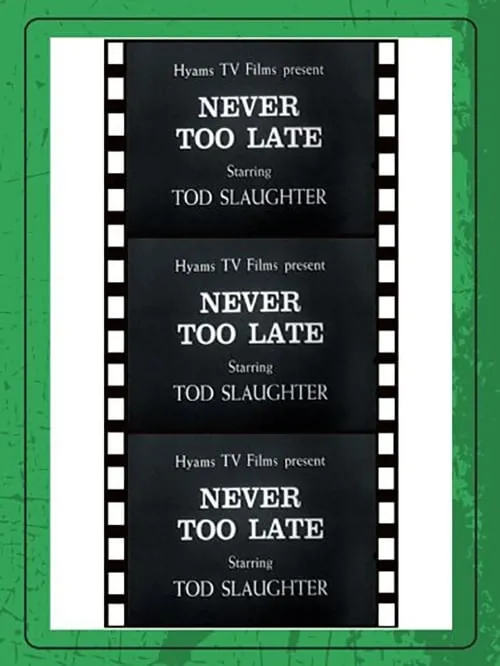 Hyams TV Films present
NEVER
TOO LATE
Starring
TOD SLAUGHTER
Hyams TV Films present
NEVER
TOO LATE
Starring
TOD SLAUGHTER
Hyams TV Films present
NEVER
TOO LATE
Starring
TOD SLAUGHTER